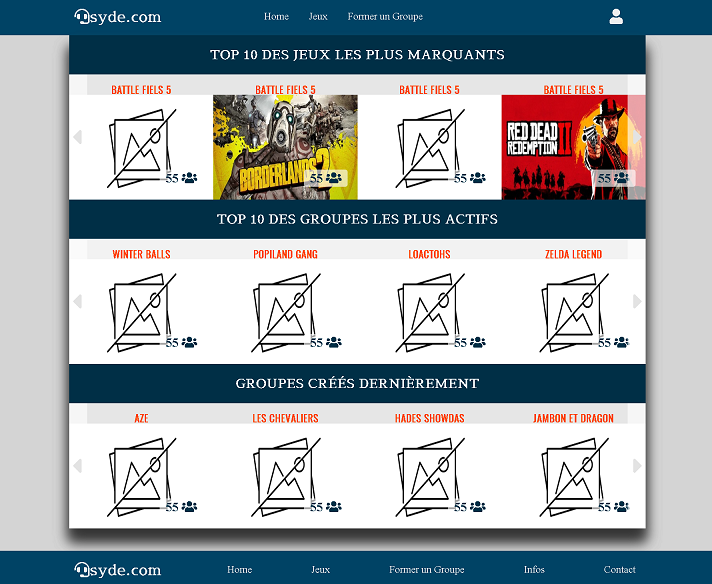 syde.com
Home Jeux Former un Groupe
TOP 10 DES JEUX LES PLUS MARQUANTS
BATTLE FIELS 5 BATTLE FIELS 5 BATTLE FIELS 5 BATTLE FIELS 5
BORDERLANDS 2
RED DEAD
REDEMPTION II
55 55 55 55
TOP 10 DES GROUPES LES PLUS ACTIFS
WINTER BALLS POPILAND GANG LOACTOHS ZELDA LEGEND
55 55 55 55
GROUPES CRÉÉS DERNIÈREMENT
AZE LES CHEVALIERS HADES SHOWDAS JAMBON ET DRAGON
55 55 55 55
syde.com
Home Jeux Former un Groupe Infos Contact